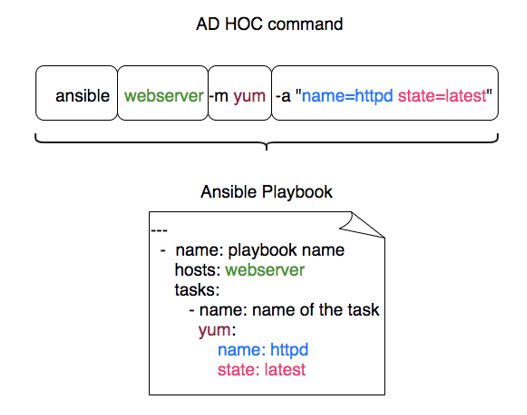 AD HOC command
ansible webserver -m yum -a "name=httpd state=latest"
Ansible Playbook
---
- name: playbook name
hosts: webserver
tasks:
- name: name of the task
yum:
name: httpd
state: latest